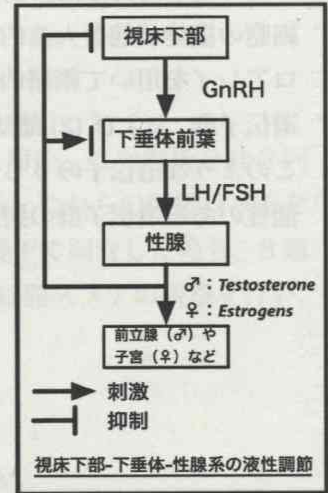 視床下部
GnRH
下垂体前葉
LH/FSH
性腺
♂：Testosterone
♀：Estrogens
前立腺（♂）や
子宮（♀）など
刺激
抑制
視床下部-下垂体-性腺系の液性調節